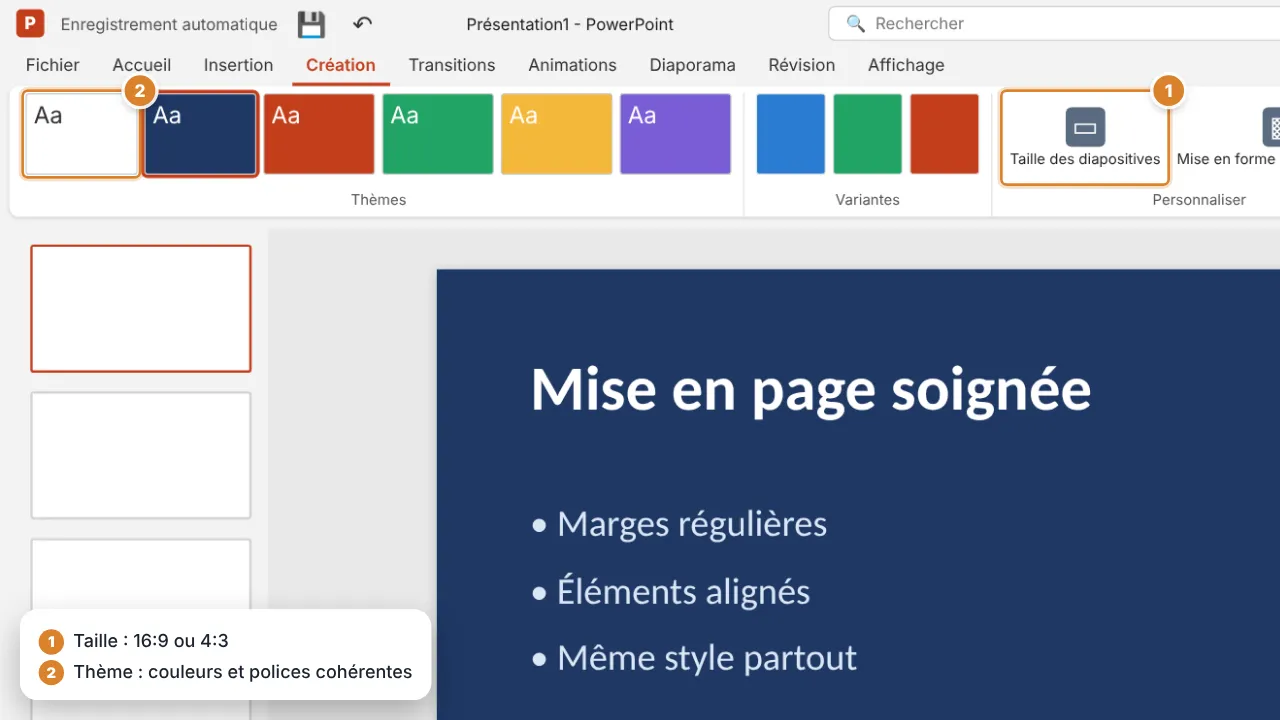 P Enregistrement automatique Présentation1 - PowerPoint Rechercher
Fichier Accueil Insertion Création Transitions Animations Diaporama Révision Affichage
2 1
Aa Aa Aa Aa Aa Aa
Taille des diapositives Mise en forme
Thèmes Variantes Personnaliser
Mise en page soignée
• Marges régulières
• Éléments alignés
• Même style partout
1 Taille : 16:9 ou 4:3
2 Thème : couleurs et polices cohérentes